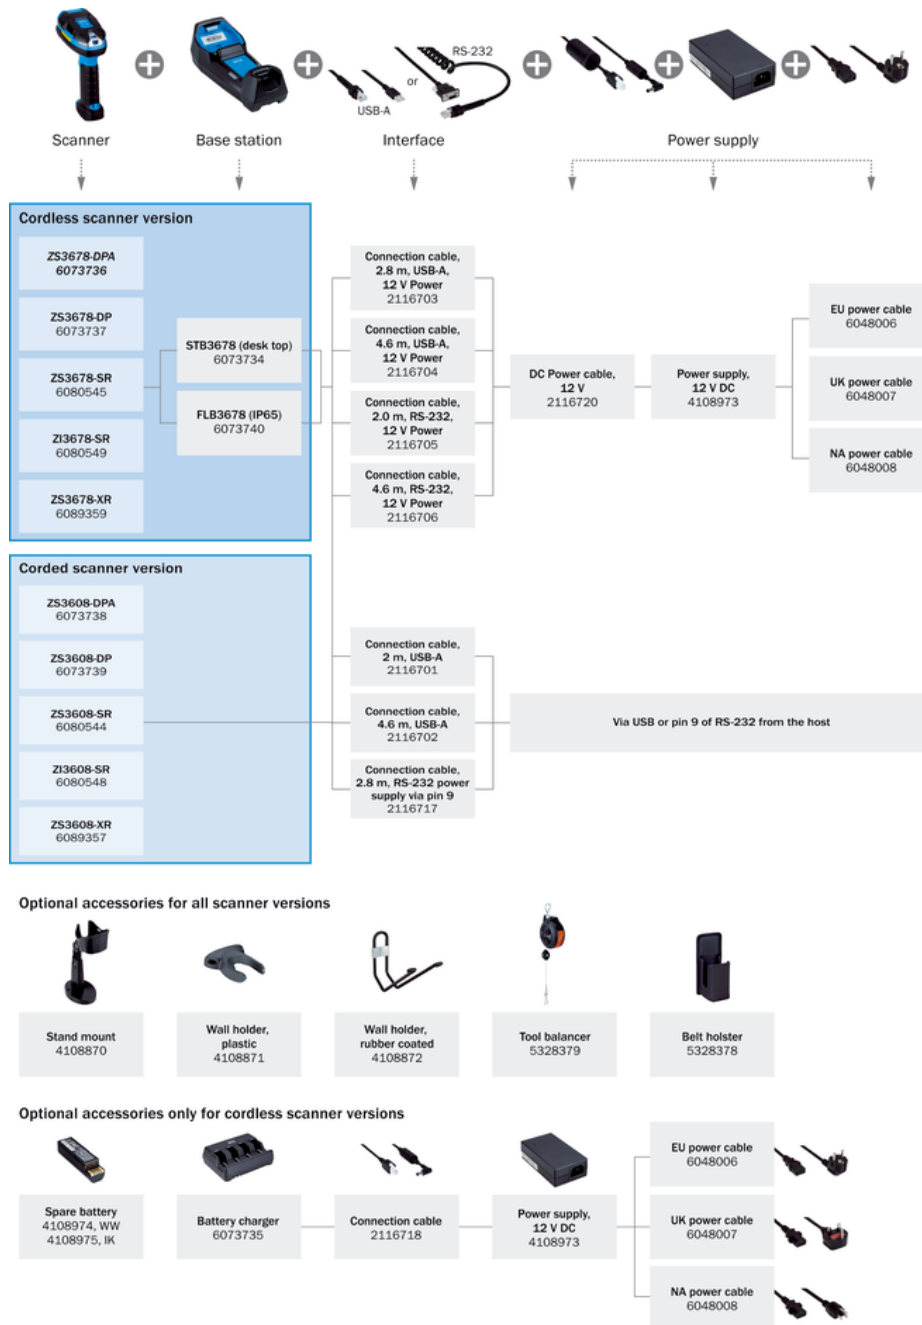 RS-232
or
USB-A
Scanner
Base station
Interface
Power supply
Cordless scanner version
ZS3678-DPA
6073736
ZS3678-DP
6073737
ZS3678-SR
6080545
ZI3678-SR
6080549
ZS3678-XR
6089359
STB3678 (desk top)
6073734
FLB3678 (IP65)
6073740
Connection cable,
2.8 m, USB-A,
12 V Power
2116703
Connection cable,
4.6 m, USB-A,
12 V Power
2116704
Connection cable,
2.0 m, RS-232,
12 V Power
2116705
Connection cable,
4.6 m, RS-232,
12 V Power
2116706
DC Power cable,
12 V
2116720
Power supply,
12 V DC
4108973
EU power cable
6048006
UK power cable
6048007
NA power cable
6048008
Corded scanner version
ZS3608-DPA
6073738
ZS3608-DP
6073739
ZS3608-SR
6080544
ZI3608-SR
6080548
ZS3608-XR
6089357
Connection cable,
2 m, USB-A
2116701
Connection cable,
4.6 m, USB-A
2116702
Connection cable,
2.8 m, RS-232 power
supply via pin 9
2116717
Via USB or pin 9 of RS-232 from the host
Optional accessories for all scanner versions
Stand mount
4108870
Wall holder,
plastic
4108871
Wall holder,
rubber coated
4108872
Tool balancer
5328379
Belt holster
5328378
Optional accessories only for cordless scanner versions
Spare battery
4108974, WW
4108975, IK
Battery charger
6073735
Connection cable
2116718
Power supply,
12 V DC
4108973
EU power cable
6048006
UK power cable
6048007
NA power cable
6048008